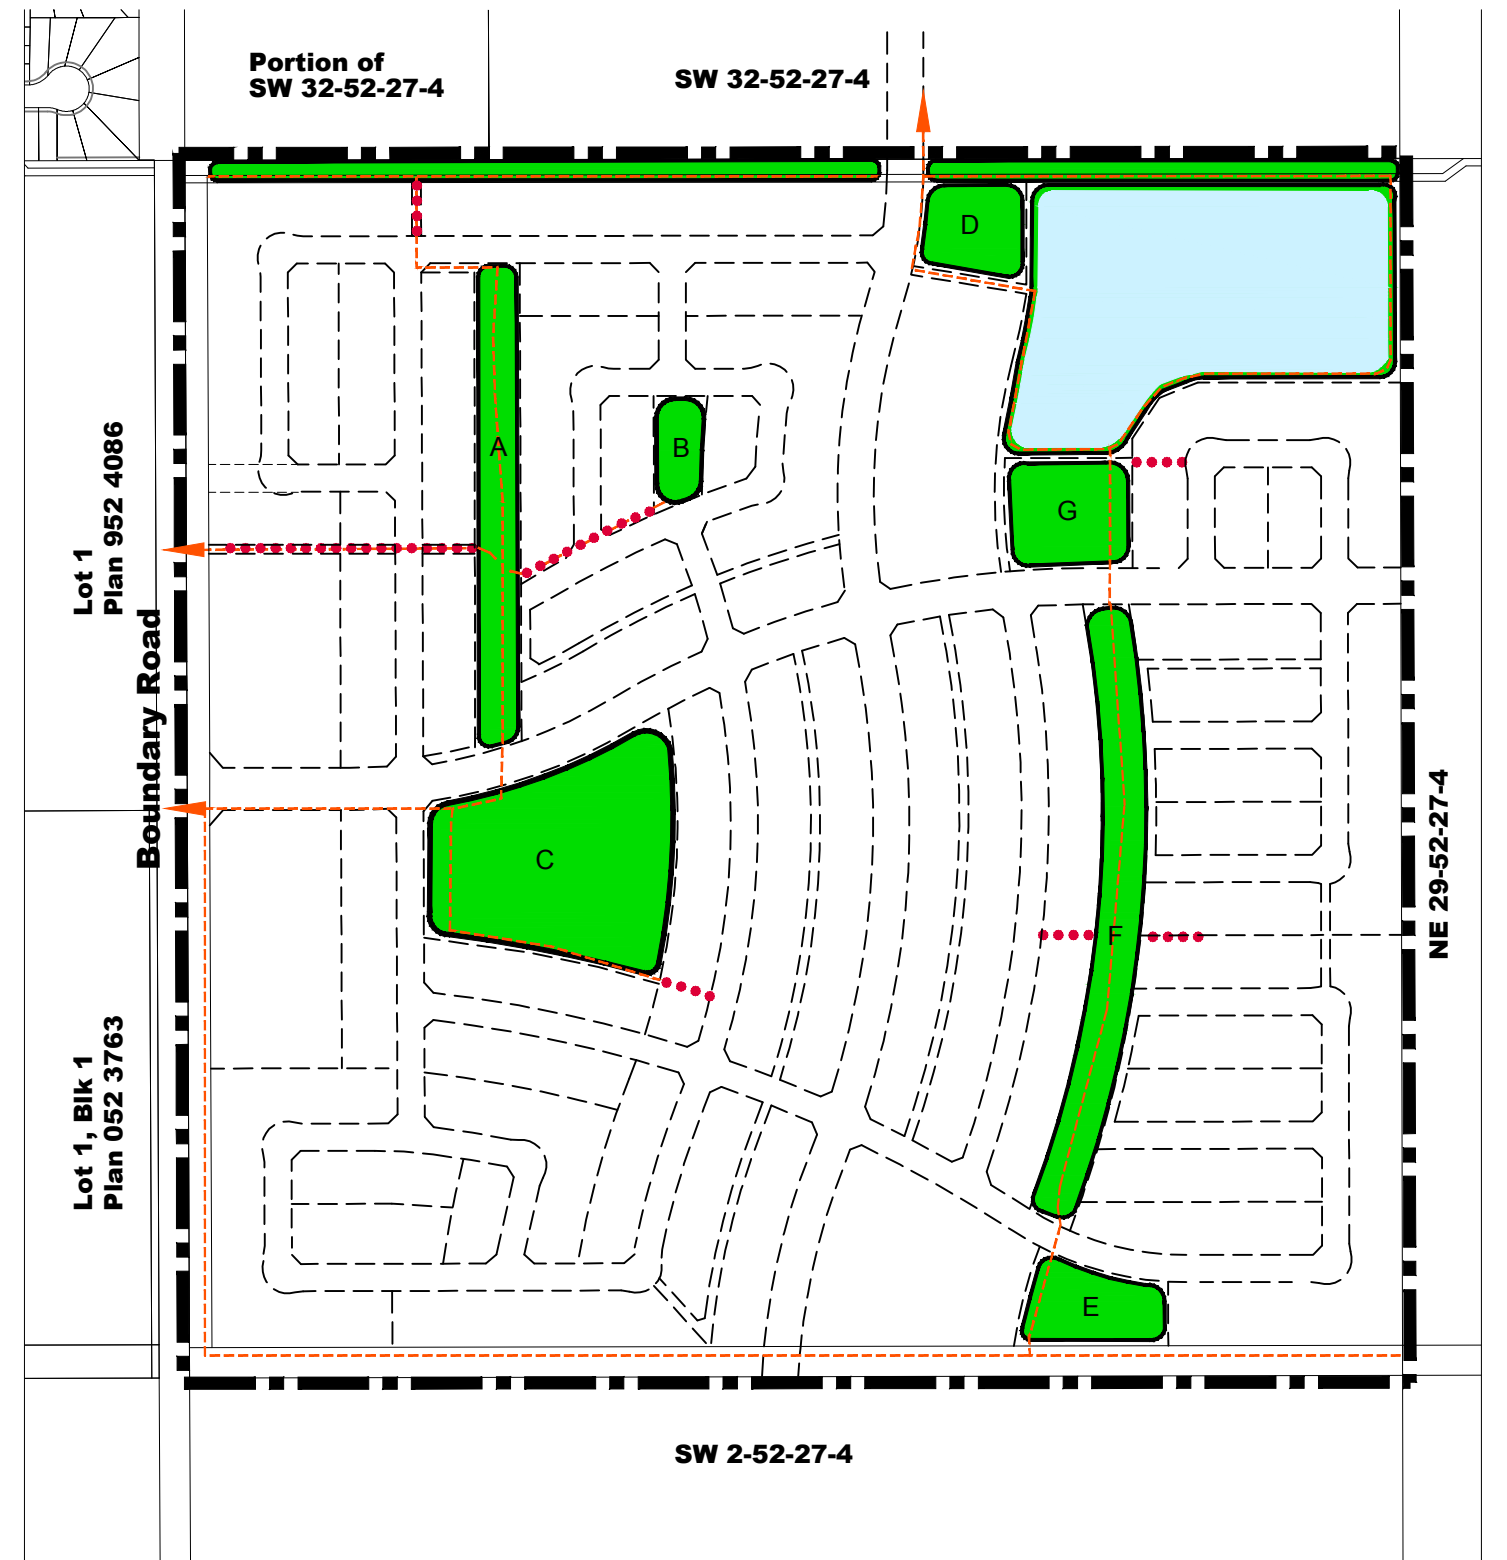 Portion of
SW 32-52-27-4
SW 32-52-27-4
D
A
B
G
Lot 1
Plan 952 4086
Boundary Road
C
F
NE 29-52-27-4
Lot 1, Blk 1
Plan 052 3763
E
SW 2-52-27-4